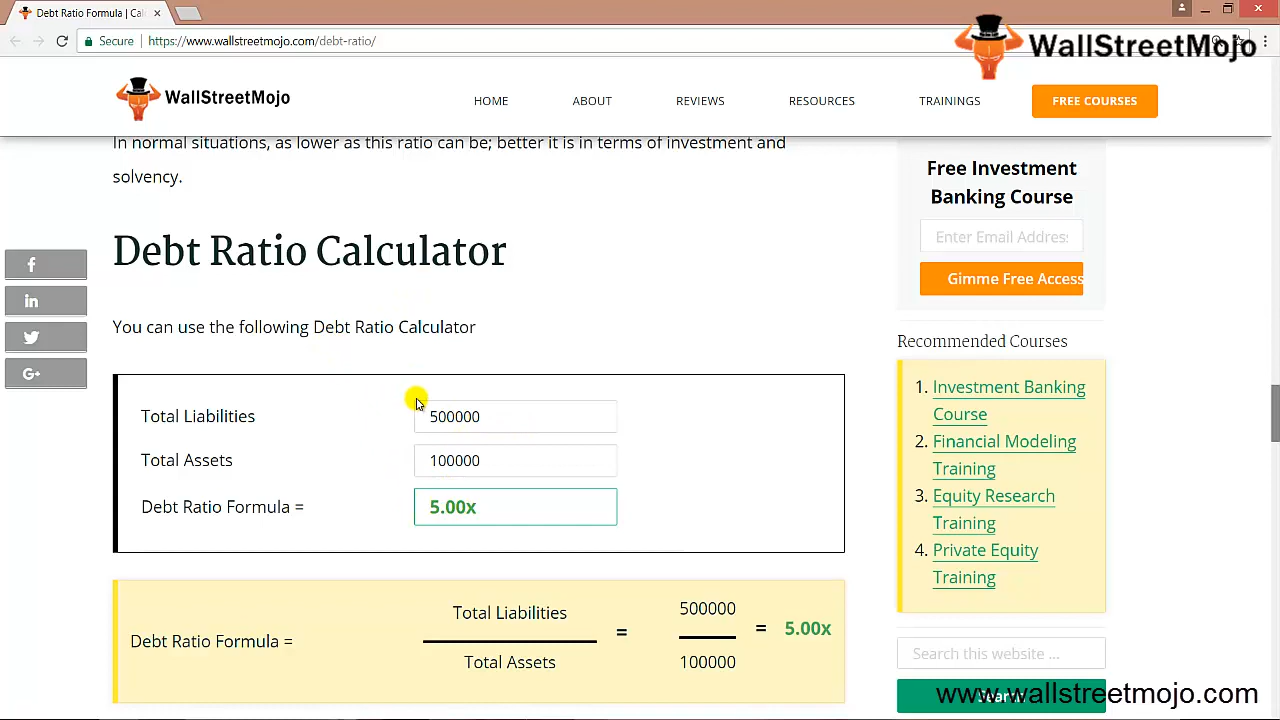 Debt Ratio Formula | Cal
Secure
https://www.wallstreetmojo.com/debt-ratio/
WallStreetMojo
WallStreetMojo
HOME
ABOUT
REVIEWS
RESOURCES
TRAININGS
FREE COURSES
In normal situations, as lower as this ratio can be; better it is in terms of investment and
solvency.
Debt Ratio Calculator
You can use the following Debt Ratio Calculator
Total Liabilities
500000
Total Assets
100000
Debt Ratio Formula =
5.00x
Debt Ratio Formula =
Total Liabilities
Total Assets
=
500000
100000
=
5.00x
Free Investment
Banking Course
Enter Email Address
Gimme Free Access
Recommended Courses
1. Investment Banking
Course
2. Financial Modeling
Training
3. Equity Research
Training
4. Private Equity
Training
Search this website ...
Search
www.wallstreetmojo.com